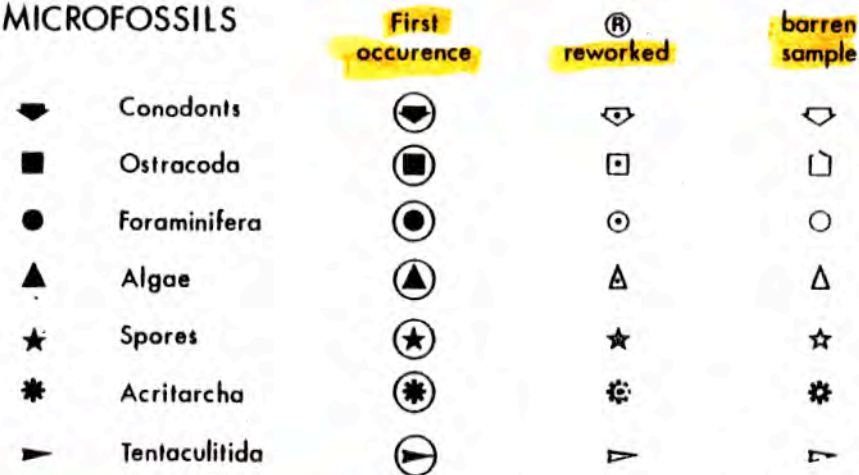 MICROFOSSILS
First occurence
® reworked
barren sample
Conodonts
Ostracoda
Foraminifera
Algae
Spores
Acritarcha
Tentaculitida